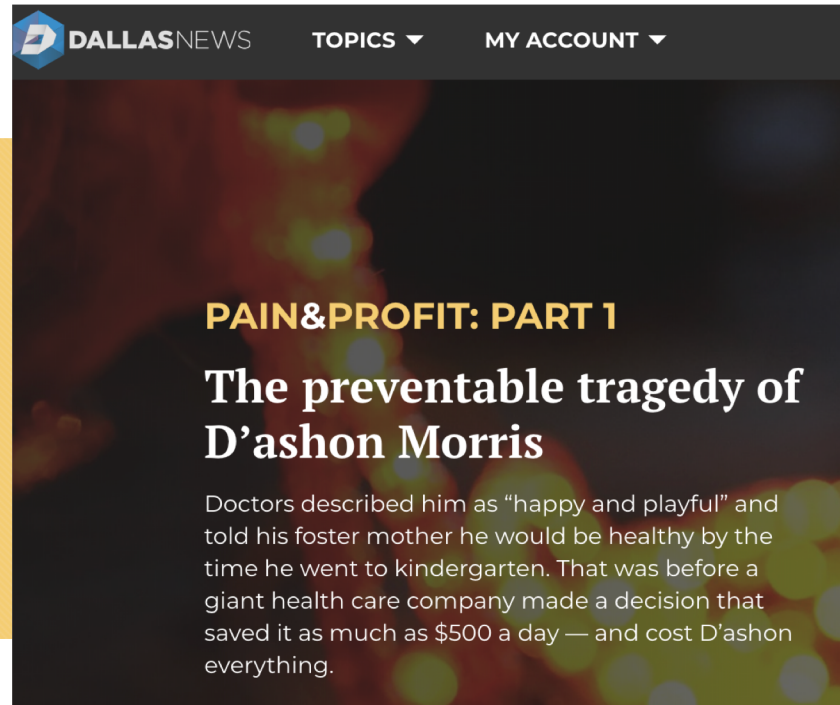 DALLASNEWS
TOPICS MY ACCOUNT
PAIN&PROFIT: PART 1
The preventable tragedy of
D’ashon Morris
Doctors described him as “happy and playful” and
told his foster mother he would be healthy by the
time he went to kindergarten. That was before a
giant health care company made a decision that
saved it as much as $500 a day — and cost D’ashon
everything.